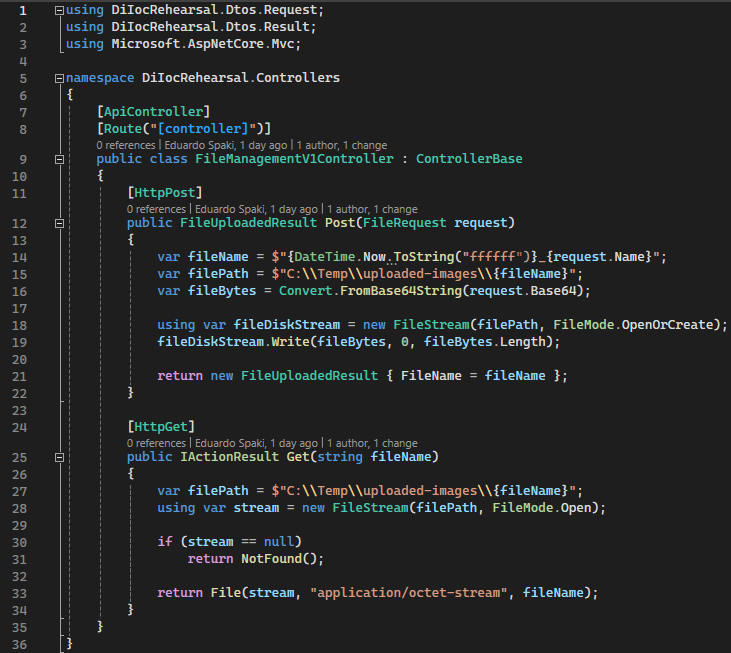 1 using DiIocRehearsal.Dtos.Request;
2 using DiIocRehearsal.Dtos.Result;
3 using Microsoft.AspNetCore.Mvc;
4
5 namespace DiIocRehearsal.Controllers
6 {
7 [ApiController]
8 [Route("[controller]")]
0 references | Eduardo Spaki, 1 day ago | 1 author, 1 change
9 public class FileManagementV1Controller : ControllerBase
10 {
11 [HttpPost]
0 references | Eduardo Spaki, 1 day ago | 1 author, 1 change
12 public FileUploadedResult Post(FileRequest request)
13 {
14 var fileName = $"{DateTime.Now.ToString("ffffff")}_{request.Name}";
15 var filePath = $"C:\\Temp\\uploaded-images\\{fileName}";
16 var fileBytes = Convert.FromBase64String(request.Base64);
17
18 using var fileDiskStream = new FileStream(filePath, FileMode.OpenOrCreate);
19 fileDiskStream.Write(fileBytes, 0, fileBytes.Length);
20
21 return new FileUploadedResult { FileName = fileName };
22 }
23
24 [HttpGet]
0 references | Eduardo Spaki, 1 day ago | 1 author, 1 change
25 public IActionResult Get(string fileName)
26 {
27 var filePath = $"C:\\Temp\\uploaded-images\\{fileName}";
28 using var stream = new FileStream(filePath, FileMode.Open);
29
30 if (stream == null)
31 return NotFound();
32
33 return File(stream, "application/octet-stream", fileName);
34 }
35 }
36 }